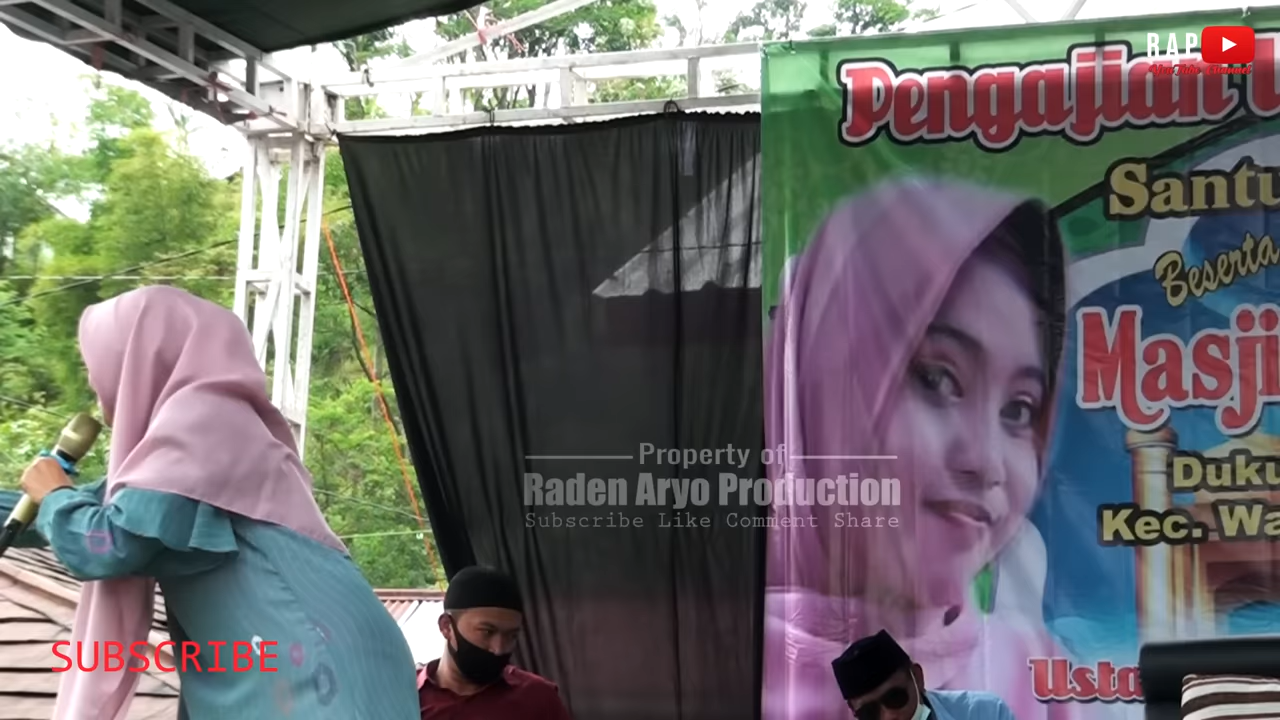 RAP
Pengajian
Santu
Beserta
Masji
Duku
Kec. Wa
Usta
Property of
Raden Aryo Production
Subscribe Like Comment Share
SUBSCRIBE